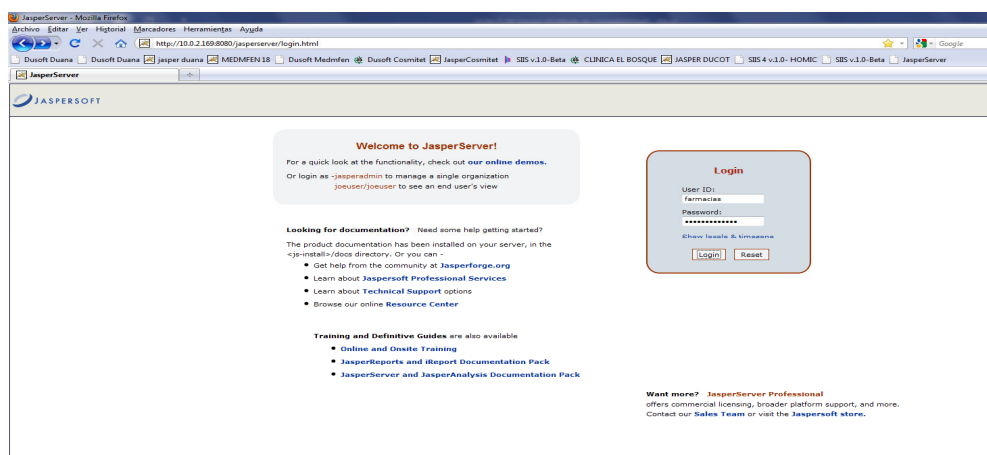 JasperServer - Mozilla Firefox
Archivo Editar Ver Historial Marcadores Herramientas Ayuda
http://10.0.2.169:8080/jasperserver/login.html
Google
Dusoft Duana Dusoft Duana jasper duana MEDMFEN 18 Dusoft Medmfen Dusoft Cosmitet JasperCosmitet SIIS v.1.0-Beta CLINICA EL BOSQUE JASPER DUCOT SIIS 4 v.1.0- HOMIC SIIS v.1.0-Beta JasperServer
JasperServer
JASPERSOFT
Welcome to JasperServer!
For a quick look at the functionality, check out our online demos.
Or login as -jasperadmin to manage a single organization
joeuser/joeuser to see an end user's view
Looking for documentation? Need some help getting started?
The product documentation has been installed on your server, in the
<js-install>/docs directory. Or you can -
• Get help from the community at Jasperforge.org
• Learn about Jaspersoft Professional Services
• Learn about Technical Support options
• Browse our online Resource Center
Training and Definitive Guides are also available
• Online and Onsite Training
• JasperReports and iReport Documentation Pack
• JasperServer and JasperAnalysis Documentation Pack
Login
User ID:
farmacias
Password:
•••••••••••••
Show locale & timezone
Login Reset
Want more? JasperServer Professional
offers commercial licensing, broader platform support, and more.
Contact our Sales Team or visit the Jaspersoft store.